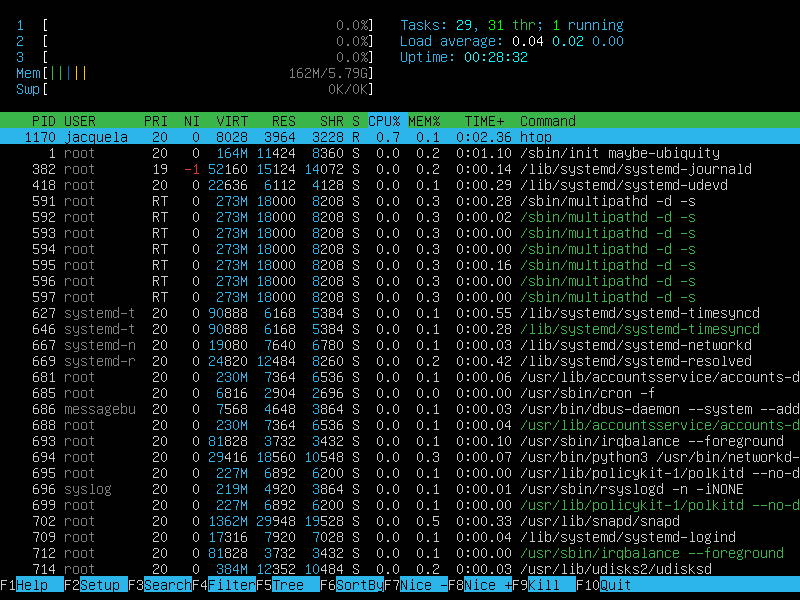 1 [ 0.0%] Tasks: 29, 31 thr; 1 running
2 [ 0.0%] Load average: 0.04 0.02 0.00
3 [ 0.0%] Uptime: 00:28:32
Mem[||||| 162M/5.79G]
Swp[ 0K/0K]
PID USER PRI NI VIRT RES SHR S CPU% MEM% TIME+ Command
1170 jacquela 20 0 8028 3964 3228 R 0.7 0.1 0:02.36 htop
1 root 20 0 164M 11424 8360 S 0.0 0.2 0:01.10 /sbin/init maybe-ubiquity
382 root 19 -1 52160 15124 14072 S 0.0 0.2 0:00.14 /lib/systemd/systemd-journald
418 root 20 0 22636 6112 4128 S 0.0 0.1 0:00.29 /lib/systemd/systemd-udevd
591 root RT 0 273M 18000 8208 S 0.0 0.3 0:00.28 /sbin/multipathd -d -s
592 root RT 0 273M 18000 8208 S 0.0 0.3 0:00.02 /sbin/multipathd -d -s
593 root RT 0 273M 18000 8208 S 0.0 0.3 0:00.00 /sbin/multipathd -d -s
594 root RT 0 273M 18000 8208 S 0.0 0.3 0:00.00 /sbin/multipathd -d -s
595 root RT 0 273M 18000 8208 S 0.0 0.3 0:00.16 /sbin/multipathd -d -s
596 root RT 0 273M 18000 8208 S 0.0 0.3 0:00.00 /sbin/multipathd -d -s
597 root RT 0 273M 18000 8208 S 0.0 0.3 0:00.00 /sbin/multipathd -d -s
627 systemd-t 20 0 90888 6168 5384 S 0.0 0.1 0:00.55 /lib/systemd/systemd-timesyncd
646 systemd-t 20 0 90888 6168 5384 S 0.0 0.1 0:00.28 /lib/systemd/systemd-timesyncd
667 systemd-n 20 0 19080 7640 6780 S 0.0 0.1 0:00.03 /lib/systemd/systemd-networkd
669 systemd-r 20 0 24820 12484 8260 S 0.0 0.2 0:00.42 /lib/systemd/systemd-resolved
681 root 20 0 230M 7364 6536 S 0.0 0.1 0:00.06 /usr/lib/accountsservice/accounts-d
685 root 20 0 6816 2904 2696 S 0.0 0.0 0:00.00 /usr/sbin/cron -f
686 messagebu 20 0 7568 4648 3864 S 0.0 0.1 0:00.03 /usr/bin/dbus-daemon --system --add
688 root 20 0 230M 7364 6536 S 0.0 0.1 0:00.04 /usr/lib/accountsservice/accounts-d
693 root 20 0 81828 3732 3432 S 0.0 0.1 0:00.10 /usr/sbin/irqbalance --foreground
694 root 20 0 29416 18560 10548 S 0.0 0.3 0:00.07 /usr/bin/python3 /usr/bin/networkd-
695 root 20 0 227M 6892 6200 S 0.0 0.1 0:00.00 /usr/lib/policykit-1/polkitd --no-d
696 syslog 20 0 219M 4920 3864 S 0.0 0.1 0:00.01 /usr/sbin/rsyslogd -n -iNONE
699 root 20 0 227M 6892 6200 S 0.0 0.1 0:00.00 /usr/lib/policykit-1/polkitd --no-d
702 root 20 0 1362M 29948 19528 S 0.0 0.5 0:00.33 /usr/lib/snapd/snapd
709 root 20 0 17316 7920 7028 S 0.0 0.1 0:00.14 /lib/systemd/systemd-logind
712 root 20 0 81828 3732 3432 S 0.0 0.1 0:00.00 /usr/sbin/irqbalance --foreground
714 root 20 0 384M 12352 10484 S 0.0 0.2 0:00.03 /usr/lib/udisks2/udisksd
F1Help F2Setup F3SearchF4FilterF5Tree F6SortByF7Nice -F8Nice +F9Kill F10Quit